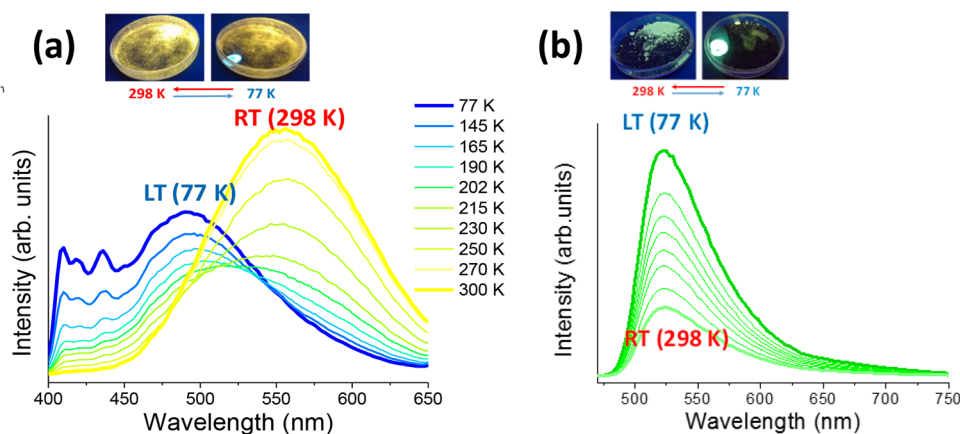 (a)
298 K
77 K
n
RT (298 K)
LT (77 K)
77 K
145 K
165 K
190 K
202 K
215 K
230 K
250 K
270 K
300 K
Intensity (arb. units)
400 450 500 550 600 650
Wavelength (nm)
(b)
298 K
77 K
LT (77 K)
RT (298 K)
Intensity (arb.units)
500 550 600 650 700 750
Wavelength (nm)